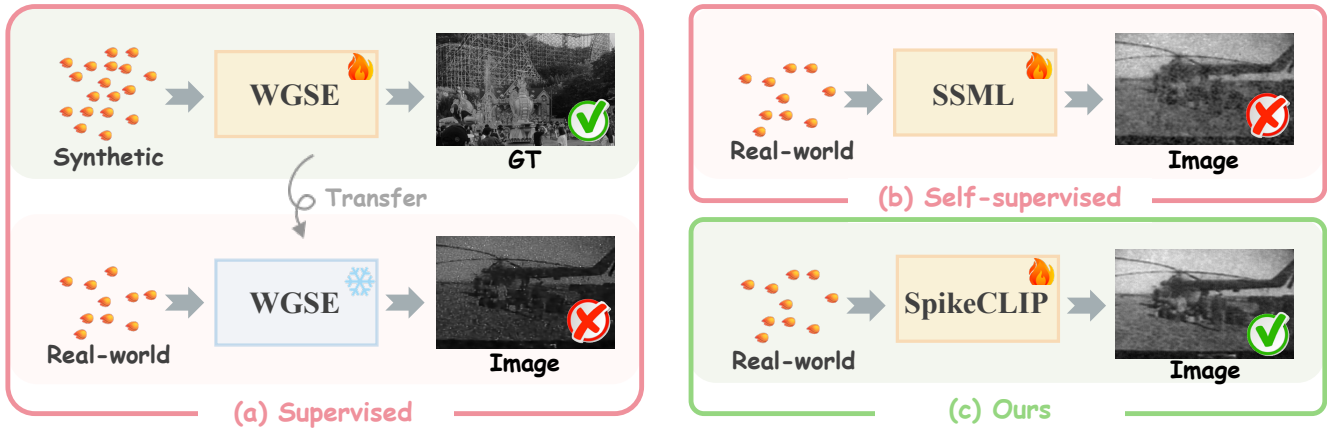 WGSE
Synthetic
GT
Transfer
WGSE
Real-world
Image
(a) Supervised
SSML
Real-world
Image
(b) Self-supervised
SpikeCLIP
Real-world
Image
(c) Ours